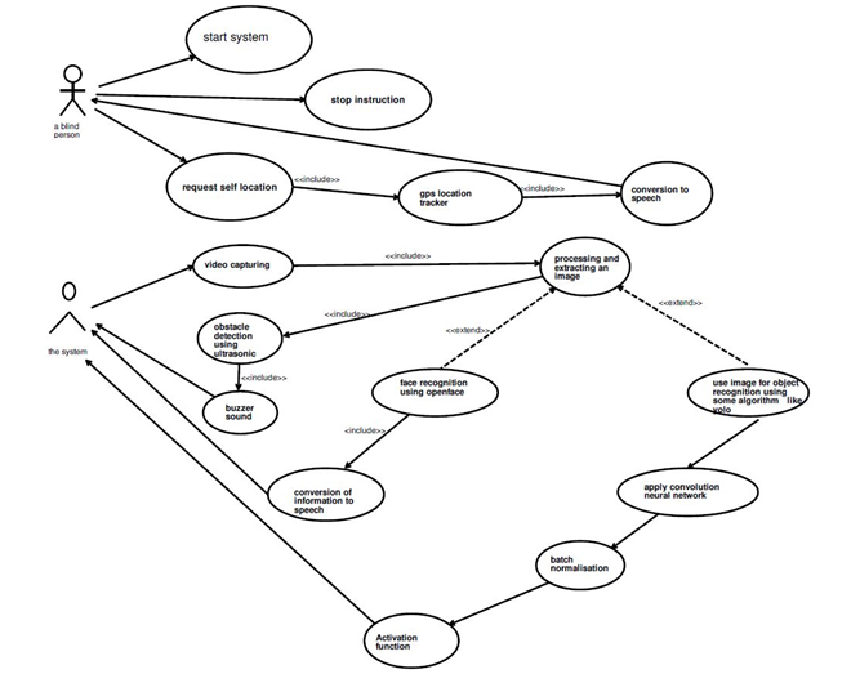 start system
stop instruction
a blind
person
request self location
<<include>>
gps location
tracker
<<include>>
conversion to
speech
video capturing
<<include>>
processing and
extracting an
image
the system
obstacle
detection
using
ultrasonic
<<include>>
<<extend>>
<<extend>>
<<include>>
buzzer
sound
face recognition
using openface
use image for object
recognition using
some algorithm like
yolo
<include>>
conversion of
information to
speech
apply convolution
neural network
batch
normalisation
Activation
function